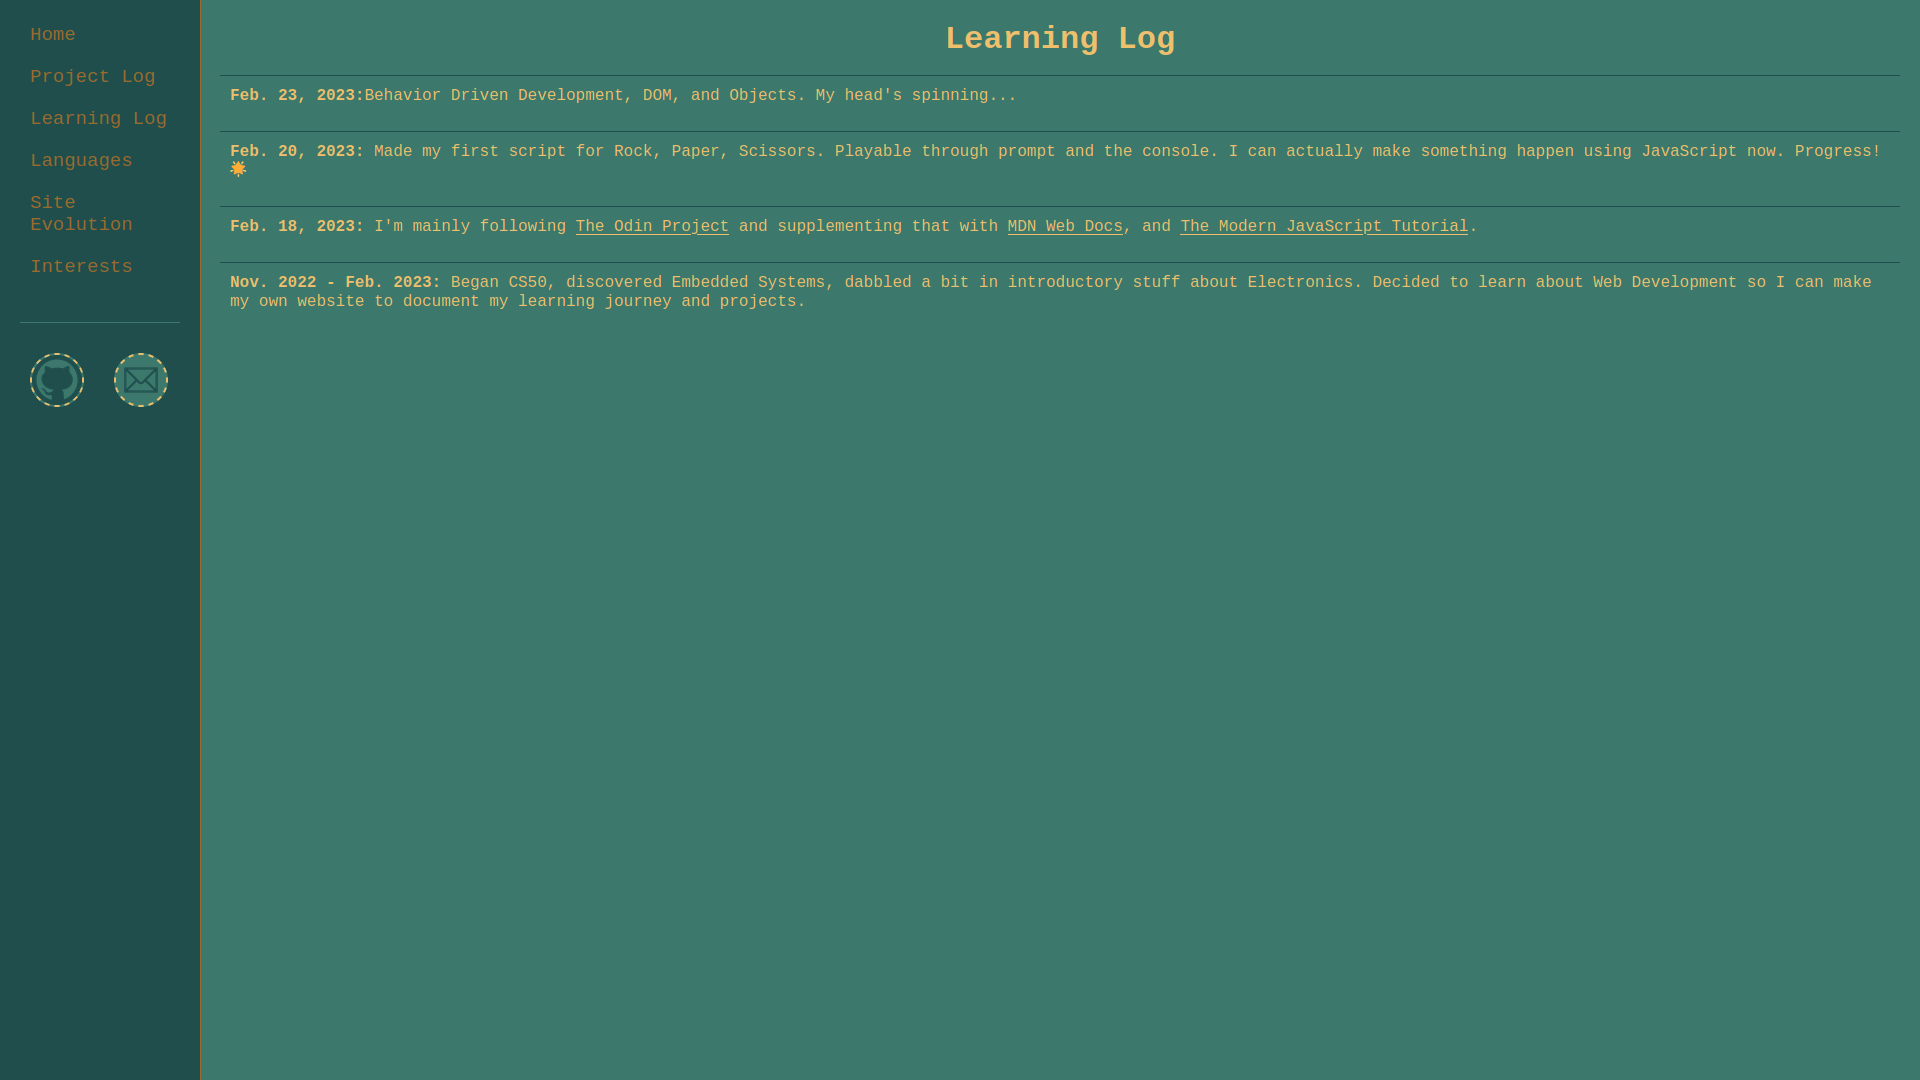 Home
Project Log
Learning Log
Languages
Site
Evolution
Interests
Learning Log
Feb. 23, 2023:Behavior Driven Development, DOM, and Objects. My head's spinning...
Feb. 20, 2023: Made my first script for Rock, Paper, Scissors. Playable through prompt and the console. I can actually make something happen using JavaScript now. Progress!
Feb. 18, 2023: I'm mainly following The Odin Project and supplementing that with MDN Web Docs, and The Modern JavaScript Tutorial.
Nov. 2022 - Feb. 2023: Began CS50, discovered Embedded Systems, dabbled a bit in introductory stuff about Electronics. Decided to learn about Web Development so I can make
my own website to document my learning journey and projects.